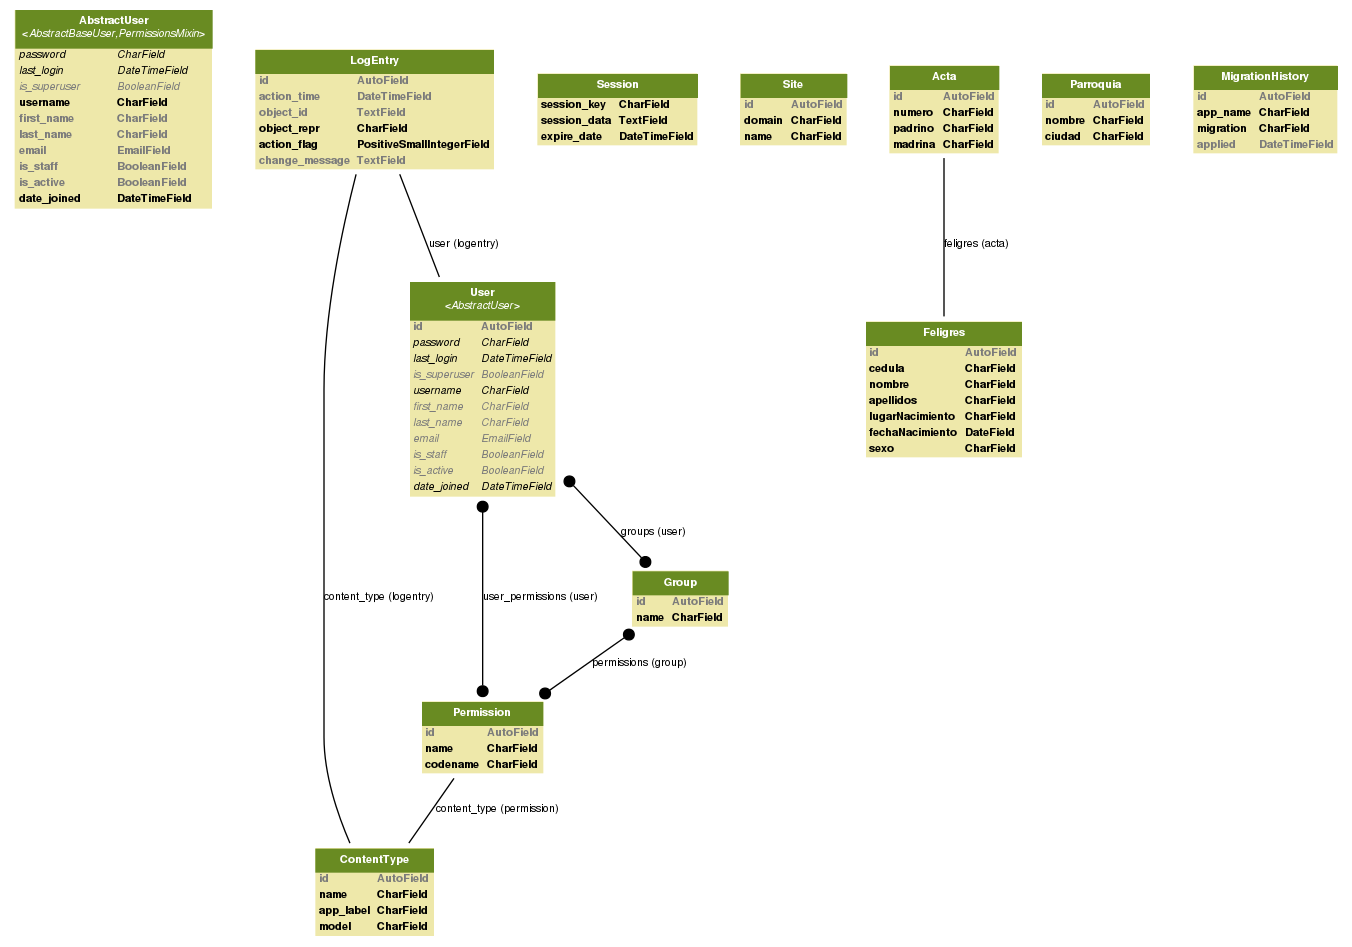 AbstractUser
<AbstractBaseUser,PermissionsMixin>
password CharField
last_login DateTimeField
is_superuser BooleanField
username CharField
first_name CharField
last_name CharField
email EmailField
is_staff BooleanField
is_active BooleanField
date_joined DateTimeField
LogEntry
id AutoField
action_time DateTimeField
object_id TextField
object_repr CharField
action_flag PositiveSmallIntegerField
change_message TextField
Session
session_key CharField
session_data TextField
expire_date DateTimeField
Site
id AutoField
domain CharField
name CharField
Acta
id AutoField
numero CharField
padrino CharField
madrina CharField
Parroquia
id AutoField
nombre CharField
ciudad CharField
MigrationHistory
id AutoField
app_name CharField
migration CharField
applied DateTimeField
user (logentry)
feligres (acta)
User
<AbstractUser>
id AutoField
password CharField
last_login DateTimeField
is_superuser BooleanField
username CharField
first_name CharField
last_name CharField
email EmailField
is_staff BooleanField
is_active BooleanField
date_joined DateTimeField
Feligres
id AutoField
cedula CharField
nombre CharField
apellidos CharField
lugarNacimiento CharField
fechaNacimiento DateField
sexo CharField
groups (user)
content_type (logentry)
user_permissions (user)
Group
id AutoField
name CharField
permissions (group)
Permission
id AutoField
name CharField
codename CharField
content_type (permission)
ContentType
id AutoField
name CharField
app_label CharField
model CharField